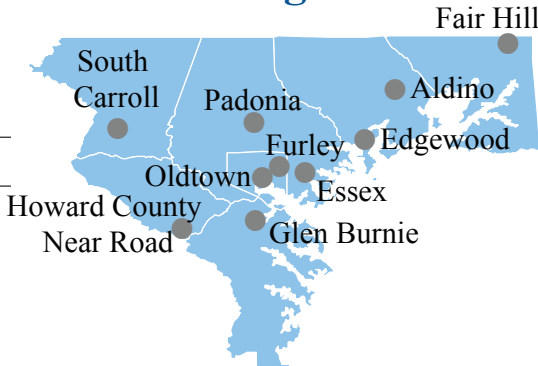 Fair Hill
South
Carroll
Aldino
Padonia
Furley
Edgewood
Oldtown
Essex
Howard County
Near Road
Glen Burnie